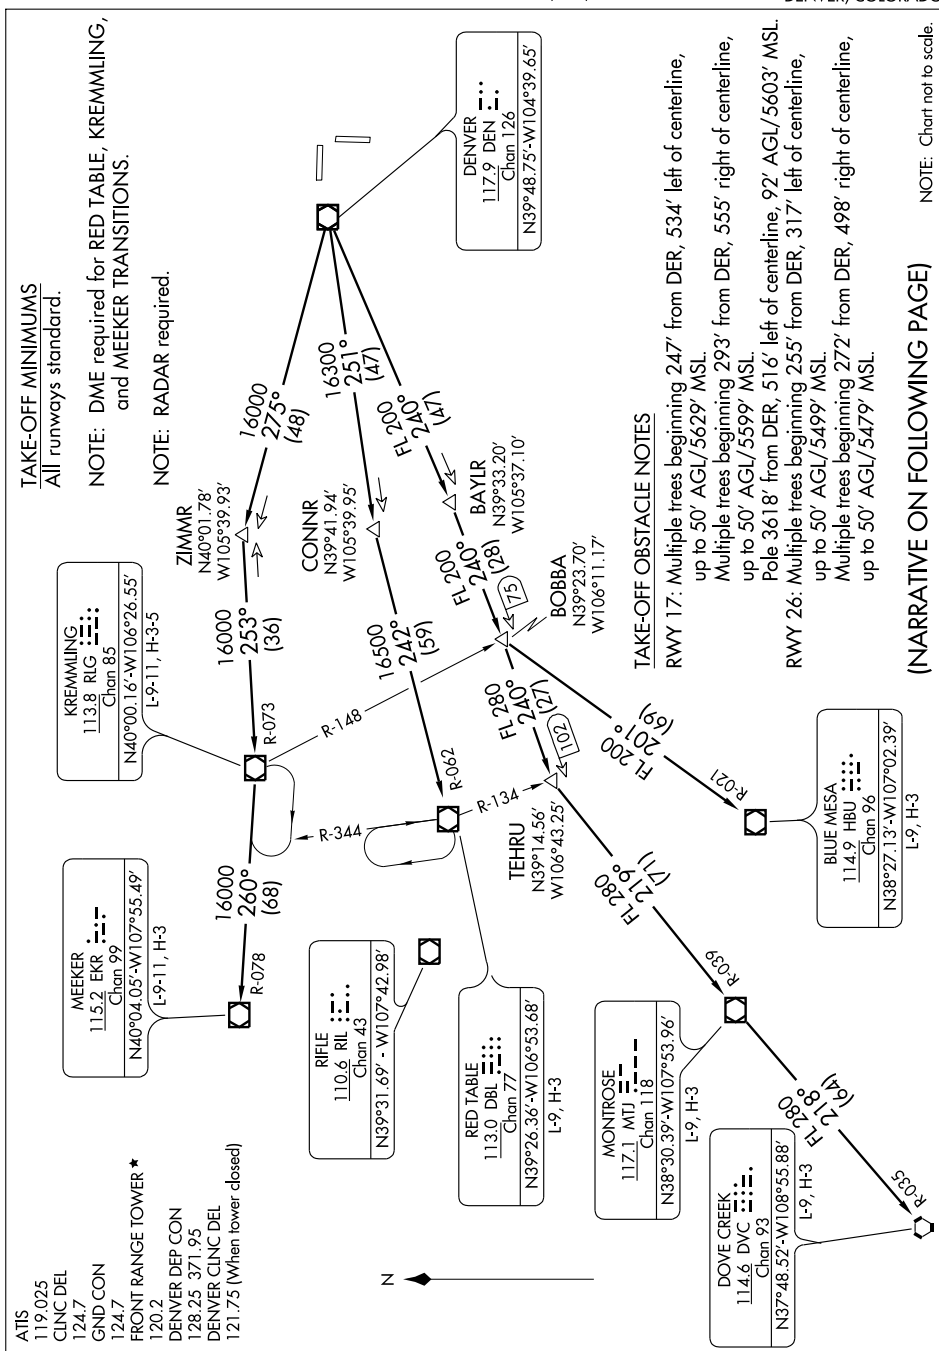 DENVER, COLORADO
ATIS
119.025
CLNC DEL
124.7
GND CON
124.7
FRONT RANGE TOWER ★
120.2
DENVER DEP CON
128.25 371.95
DENVER CLNC DEL
121.75 (When tower closed)
TAKE-OFF MINIMUMS
All runways standard.
NOTE: DME required for RED TABLE, KREMMLING,
and MEEKER TRANSITIONS.
NOTE: RADAR required.
MEEKER
115.2 EKR
Chan 99
N40°04.05'-W107°55.49'
L-9-11, H-3
KREMMLING
113.8 RLG
Chan 85
N40°00.16'-W106°26.55'
L-9-11, H-3-5
ZIMMR
N40°01.78'
W105°39.93'
R-078
16000
260°
(68)
R-073
16000
253°
(36)
16000
275°
(48)
DENVER
117.9 DEN
Chan 126
N39°48.75'-W104°39.65'
RIFLE
110.6 RIL
Chan 43
N39°31.69' - W107°42.98'
R-344
R-148
CONNR
N39°41.94'
W105°39.95'
16300
251°
(47)
16500
242°
(59)
R-062
RED TABLE
113.0 DBL
Chan 77
N39°26.36'-W106°53.68'
L-9, H-3
R-134
FL 200
240°
(47)
BAYLR
N39°33.20'
W105°37.10'
FL 200
240°
(28)
75
BOBBA
N39°23.70'
W106°11.17'
FL 280
240°
(27)
102
TEHRU
N39°14.56'
W106°43.25'
FL 280
219°
(71)
R-039
FL 200
201°
(69)
R-021
MONTROSE
117.1 MTJ
Chan 118
N38°30.39'-W107°53.96'
L-9, H-3
BLUE MESA
114.9 HBU
Chan 96
N38°27.13'-W107°02.39'
L-9, H-3
FL 280
218°
(64)
R-035
DOVE CREEK
114.6 DVC
Chan 93
N37°48.52'-W108°55.88'
L-9, H-3
N
TAKE-OFF OBSTACLE NOTES
RWY 17: Multiple trees beginning 247' from DER, 534' left of centerline,
up to 50' AGL/5629' MSL.
Multiple trees beginning 293' from DER, 555' right of centerline,
up to 50' AGL/5599' MSL.
Pole 3618' from DER, 516' left of centerline, 92' AGL/5603' MSL.
RWY 26: Multiple trees beginning 255' from DER, 317' left of centerline,
up to 50' AGL/5499' MSL.
Multiple trees beginning 272' from DER, 498' right of centerline,
up to 50' AGL/5479' MSL.
(NARRATIVE ON FOLLOWING PAGE)
NOTE: Chart not to scale.